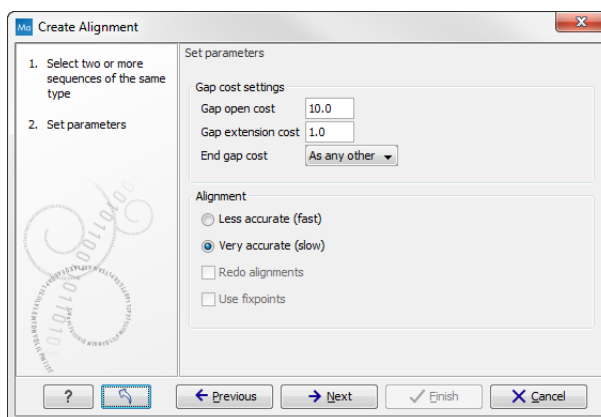 Ma Create Alignment
x
1. Select two or more
sequences of the same
type
2. Set parameters
Set parameters
Gap cost settings
Gap open cost 10.0
Gap extension cost 1.0
End gap cost As any other
Alignment
Less accurate (fast)
Very accurate (slow)
Redo alignments
Use fixpoints
? Previous Next Finish Cancel